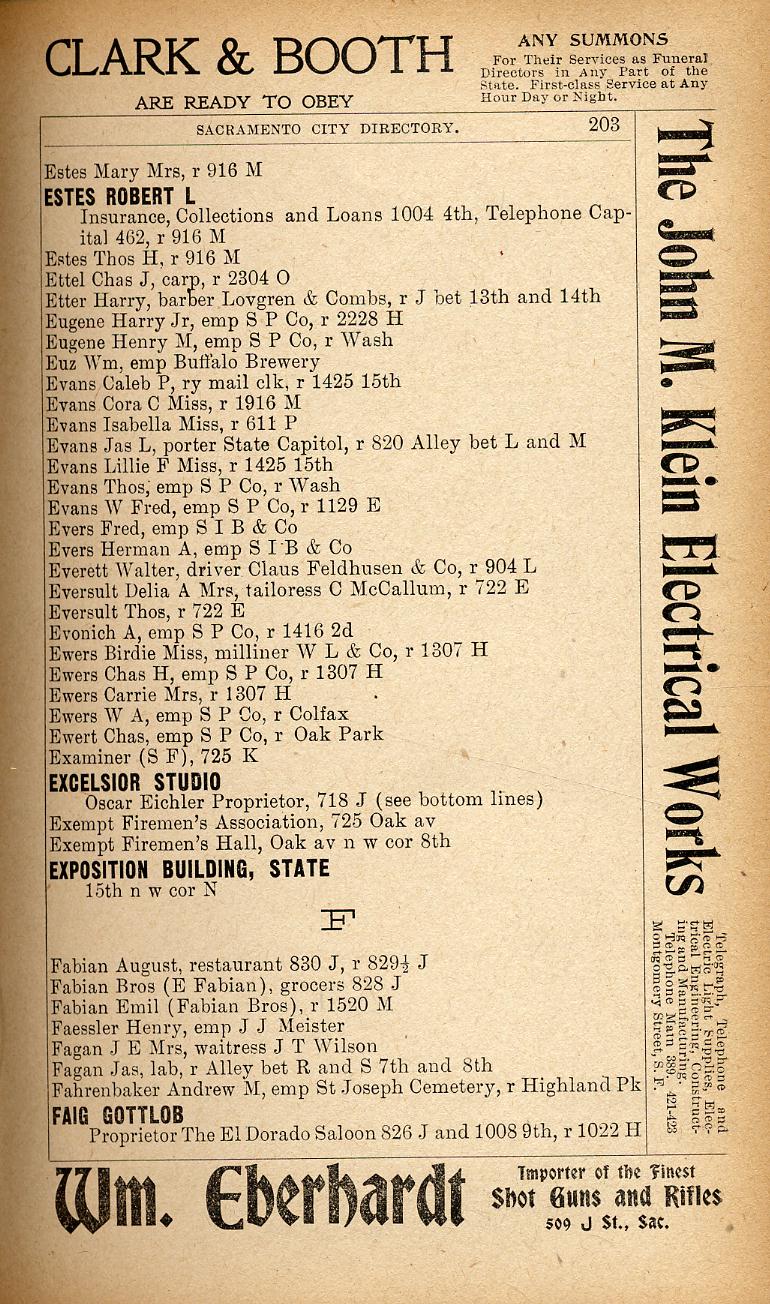 CLARK & BOOTH
ARE READY TO OBEY
ANY SUMMONS
For Their Services as Funeral
Directors in Any Part of the
State. First-class Service at Any
Hour Day or Night.
SACRAMENTO CITY DIRECTORY. 203
Estes Mary Mrs, r 916 M
ESTES ROBERT L
Insurance, Collections and Loans 1004 4th, Telephone Cap-
ital 462, r 916 M
Estes Thos H, r 916 M
Ettel Chas J, carp, r 2304 O
Etter Harry, barber Lovgren & Combs, r J bet 13th and 14th
Eugene Harry Jr, emp S P Co, r 2228 H
Eugene Henry M, emp S P Co, r Wash
Euz Wm, emp Buffalo Brewery
Evans Caleb P, ry mail clk, r 1425 15th
Evans Cora C Miss, r 1916 M
Evans Isabella Miss, r 611 P
Evans Jas L, porter State Capitol, r 820 Alley bet L and M
Evans Lillie F Miss, r 1425 15th
Evans Thos, emp S P Co, r Wash
Evans W Fred, emp S P Co, r 1129 E
Evers Fred, emp S I B & Co
Evers Herman A, emp S I B & Co
Everett Walter, driver Claus Feldhusen & Co, r 904 L
Eversult Delia A Mrs, tailoress C McCallum, r 722 E
Eversult Thos, r 722 E
Evonich A, emp S P Co, r 1416 2d
Ewers Birdie Miss, milliner W L & Co, r 1307 H
Ewers Chas H, emp S P Co, r 1307 H
Ewers Carrie Mrs, r 1307 H
Ewers W A, emp S P Co, r Colfax
Ewert Chas, emp S P Co, r Oak Park
Examiner (S F), 725 K
EXCELSIOR STUDIO
Oscar Eichler Proprietor, 718 J (see bottom lines)
Exempt Firemen's Association, 725 Oak av
Exempt Firemen's Hall, Oak av n w cor 8th
EXPOSITION BUILDING, STATE
15th n w cor N
F
Fabian August, restaurant 830 J, r 829½ J
Fabian Bros (E Fabian), grocers 828 J
Fabian Emil (Fabian Bros), r 1520 M
Faessler Henry, emp J J Meister
Fagan J E Mrs, waitress J T Wilson
Fagan Jas, lab, r Alley bet R and S 7th and 8th
Fahrenbaker Andrew M, emp St Joseph Cemetery, r Highland Pk
FAIG GOTTLOB
Proprietor The El Dorado Saloon 826 J and 1008 9th, r 1022 H
The John M. Klein Electrical Works
Telegraph, Telephone and
Electric Light Supplies, Elec-
trical Engineering, Construct-
ing and Manufacturing.
Telephone Main 389. 421-423
Montgomery Street, S. F.
Wm. Eberhardt
Importer of the Finest
Shot Guns and Rifles
509 J St., Sac.